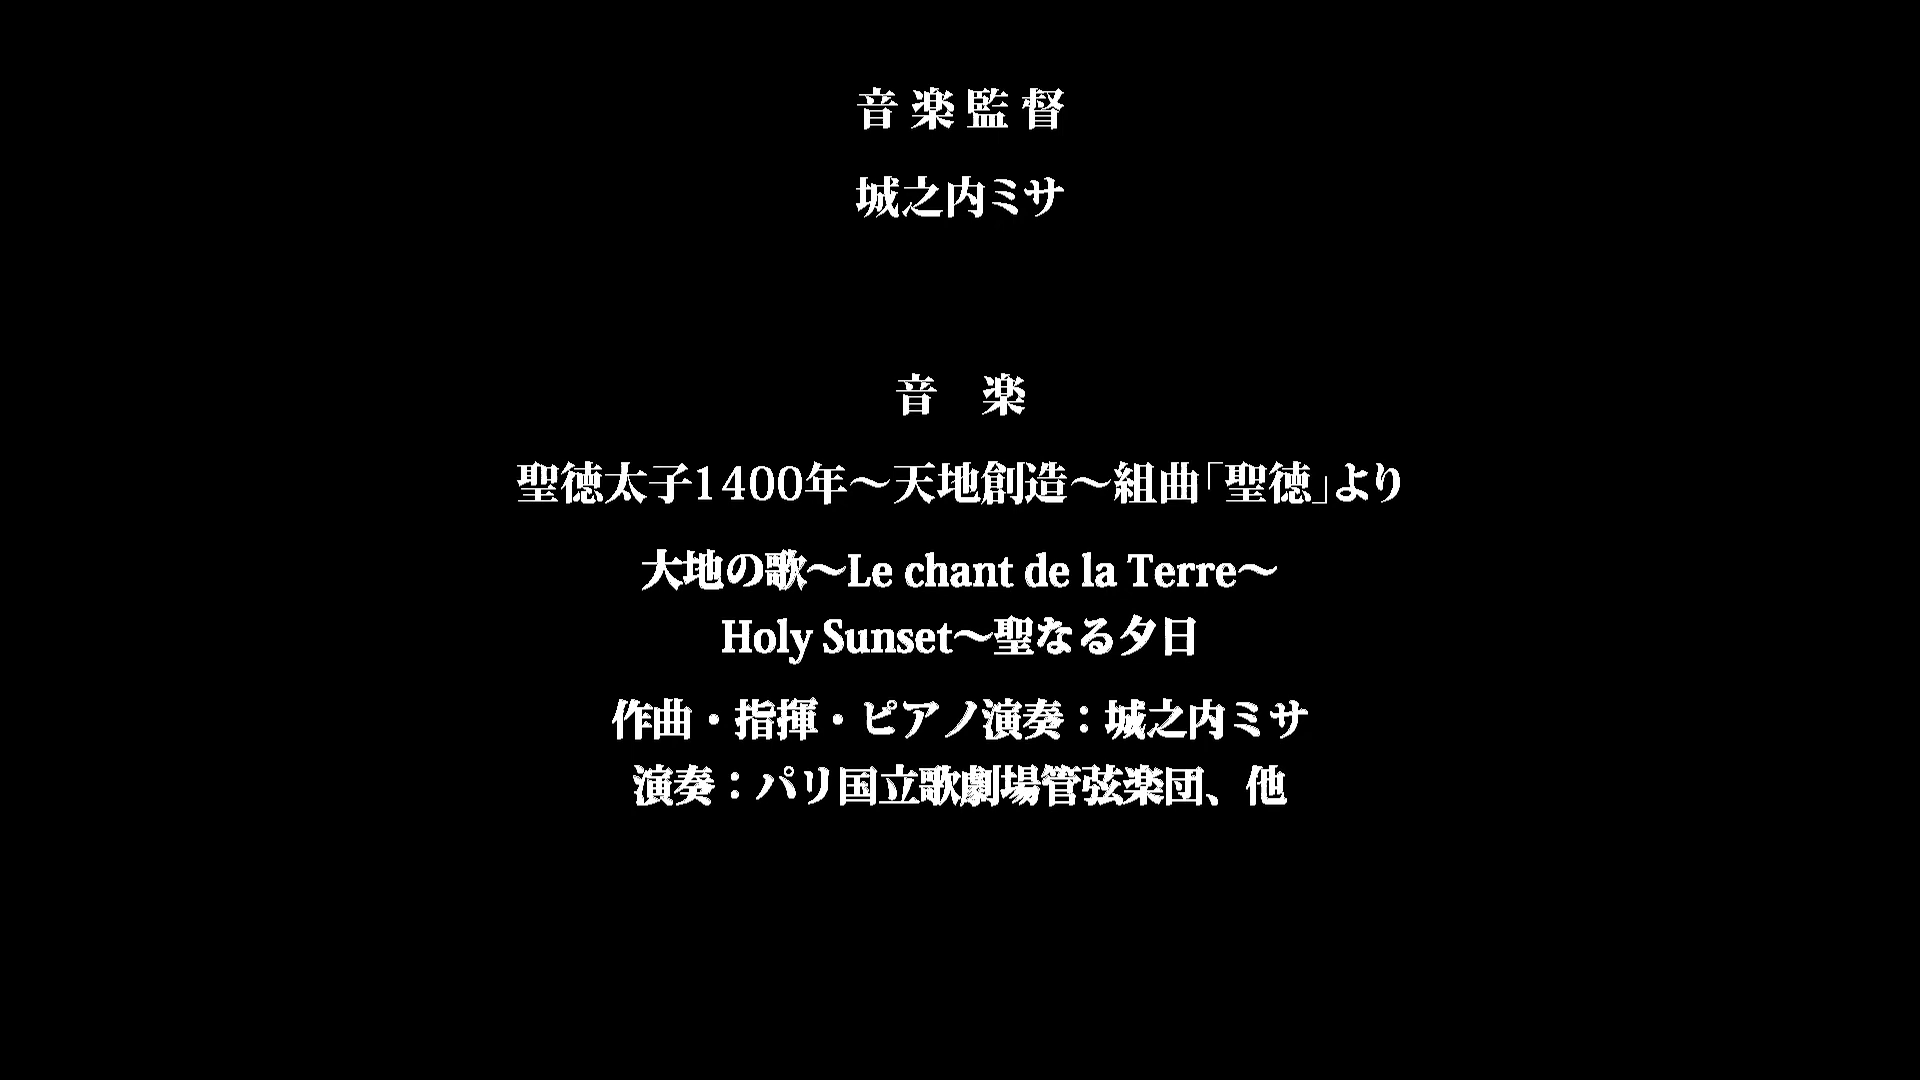 音楽監督
城之内ミサ
音　楽
聖徳太子1400年～天地創造～組曲「聖徳」より
大地の歌～Le chant de la Terre～
Holy Sunset～聖なる夕日
作曲・指揮・ピアノ演奏：城之内ミサ
演奏：パリ国立歌劇場管弦楽団、他